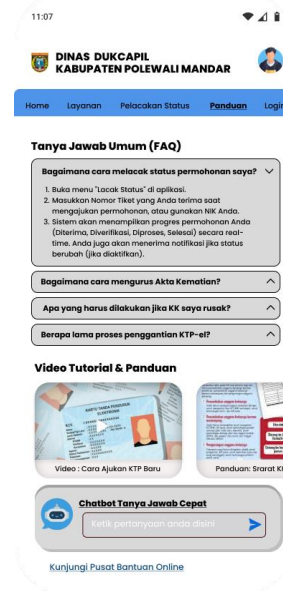 11:07
DINAS DUKCAPIL
KABUPATEN POLEWALI MANDAR
Home Layanan Pelacakan Status Panduan Login
Tanya Jawab Umum (FAQ)
Bagaimana cara melacak status permohonan saya?
1. Buka menu "Lacak Status" di aplikasi.
2. Masukkan Nomor Tiket yang Anda terima saat
mengajukan permohonan, atau gunakan NIK Anda.
3. Sistem akan menampilkan progres permohonan Anda
(Diterima, Diverifikasi, Diproses, Selesai) secara real-
time. Anda juga akan menerima notifikasi jika status
berubah (jika diaktifkan).
Bagaimana cara mengurus Akta Kematian?
Apa yang harus dilakukan jika KK saya rusak?
Berapa lama proses penggantian KTP-el?
Video Tutorial & Panduan
KARTU TANDA PENDUDUK
ELEKTRONIK
Video : Cara Ajukan KTP Baru
Panduan: Srarat KI
Chatbot Tanya Jawab Cepat
Ketik pertanyaan anda disini
Kunjungi Pusat Bantuan Online